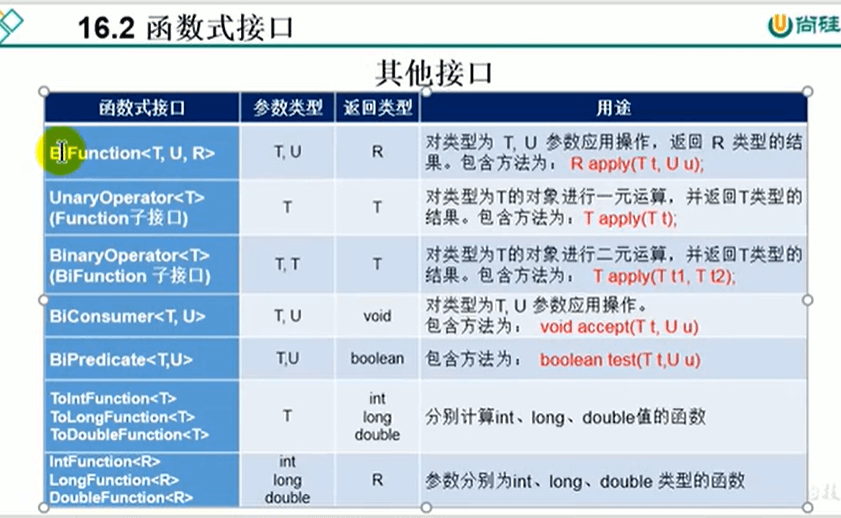 16.2 函数式接口
尚硅
其他接口
函数式接口 参数类型 返回类型 用途
BiFunction<T, U, R> T, U R 对类型为 T, U 参数应用操作，返回 R 类型的结
果。包含方法为： R apply(T t, U u);
UnaryOperator<T>
(Function子接口) T T 对类型为T的对象进行一元运算，并返回T类型的
结果。包含方法为：T apply(T t);
BinaryOperator<T>
(BiFunction 子接口) T, T T 对类型为T的对象进行二元运算，并返回T类型的
结果。包含方法为： T apply(T t1, T t2);
BiConsumer<T, U> T, U void 对类型为T, U 参数应用操作。
包含方法为： void accept(T t, U u)
BiPredicate<T,U> T,U boolean 包含方法为： boolean test(T t,U u)
ToIntFunction<T>
ToLongFunction<T>
ToDoubleFunction<T> T int
long
double 分别计算int、long、double值的函数
IntFunction<R>
LongFunction<R>
DoubleFunction<R> int
long
double R 参数分别为int、long、double 类型的函数